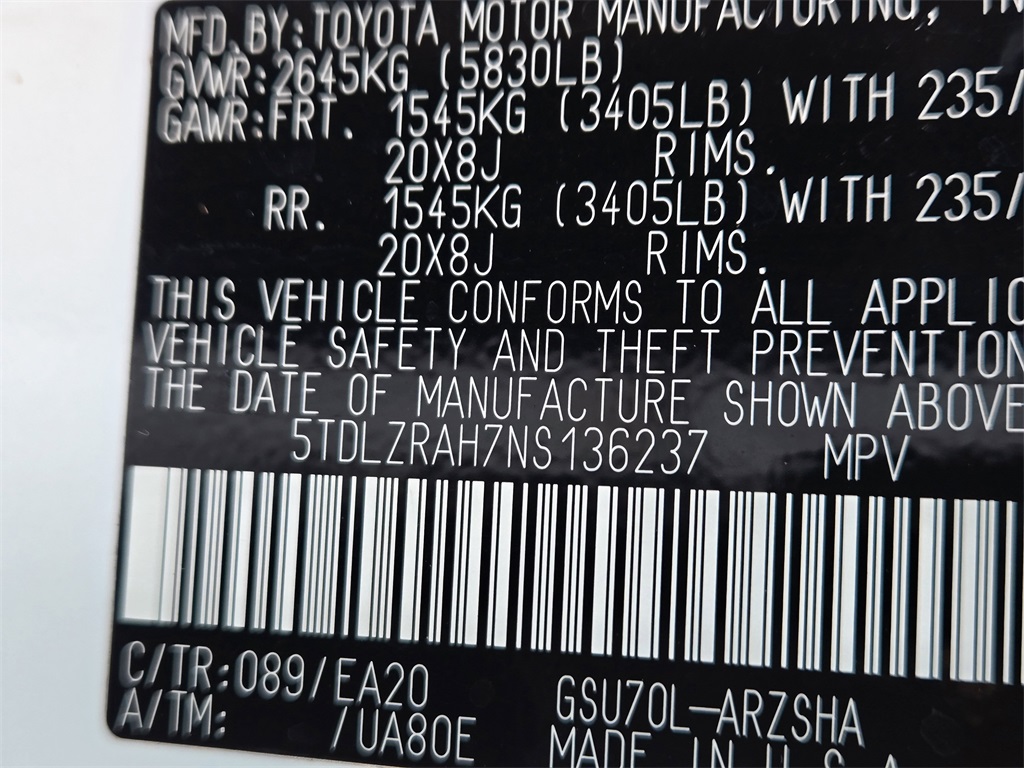 MFD.BY:TOYOTA MOTOR MANUFACTURING, IN
GVWR:2645KG (5830LB)
GAWR:FRT. 1545KG (3405LB) WITH 235/
20X8J RIMS.
RR. 1545KG (3405LB) WITH 235/
20X8J RIMS.
THIS VEHICLE CONFORMS TO ALL APPLIC
VEHICLE SAFETY AND THEFT PREVENTION
THE DATE OF MANUFACTURE SHOWN ABOVE
5TDLZRAH7NS136237 MPV
C/TR:089/EA20
A/TM: /UA80E GSU70L-ARZSHA
MADE IN U.S.A